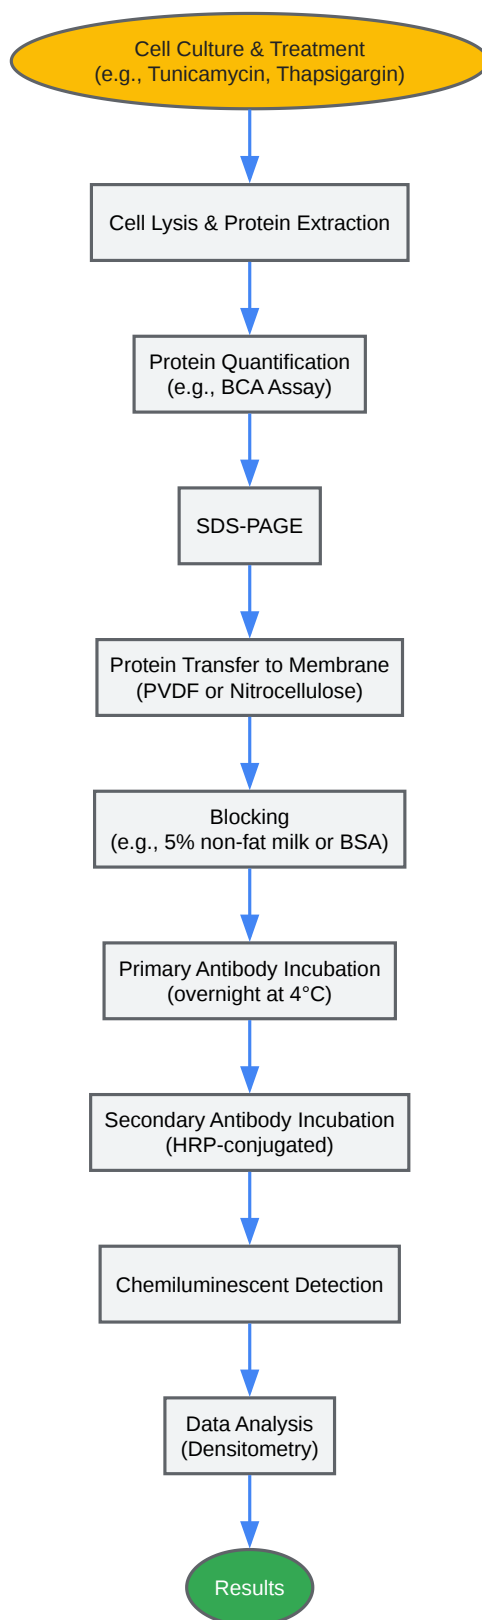 Cell Culture & Treatment
(e.g., Tunicamycin, Thapsigargin)
Cell Lysis & Protein Extraction
Protein Quantification
(e.g., BCA Assay)
SDS-PAGE
Protein Transfer to Membrane
(PVDF or Nitrocellulose)
Blocking
(e.g., 5% non-fat milk or BSA)
Primary Antibody Incubation
(overnight at 4°C)
Secondary Antibody Incubation
(HRP-conjugated)
Chemiluminescent Detection
Data Analysis
(Densitometry)
Results